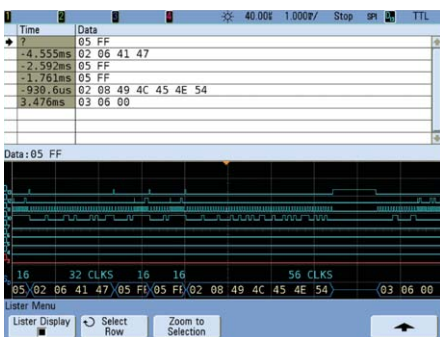 1 2 3 4 40.00% 1.000%/ Stop SPI TTL
Time Data
? 05 FF
-4.555ms 02 06 41 47
-2.592ms 05 FF
-1.761ms 05 FF
-930.6us 02 08 49 4C 45 4E 54
3.476ms 03 06 00
Data:05 FF
16 32 CLKS 16 16 56 CLKS
05 02 06 41 47 05 FF 05 FF 02 08 49 4C 45 4E 54 03 06 00
Lister Menu
Lister Display Select Row Zoom to Selection